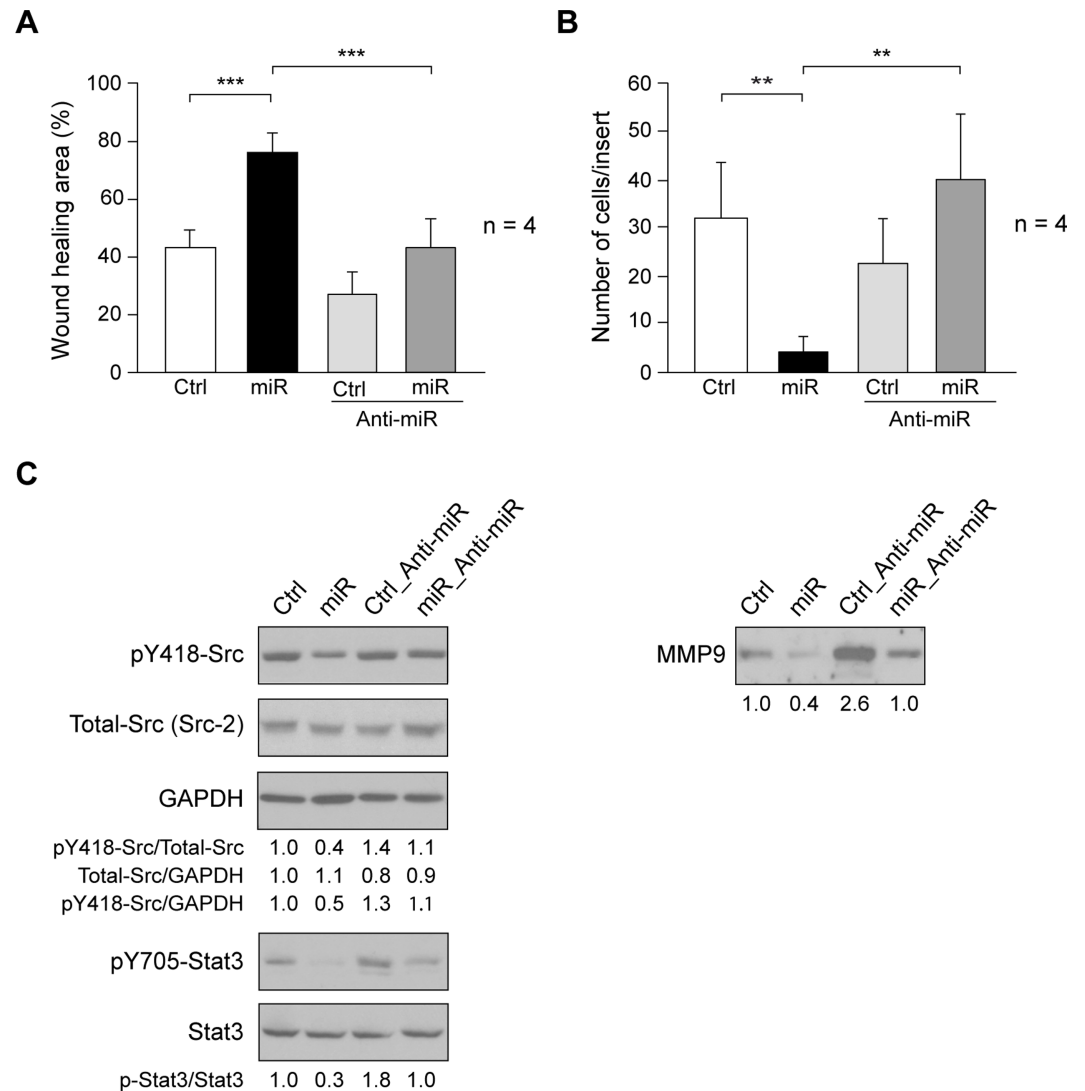 A
Wound healing area (%)
100
80
60
40
20
0
***
***
n = 4
Ctrl
miR
Ctrl
miR
Anti-miR
B
Number of cells/insert
60
50
40
30
20
10
0
**
**
n = 4
Ctrl
miR
Ctrl
miR
Anti-miR
C
Ctrl
miR
Ctrl_Anti-miR
miR_Anti-miR
pY418-Src
Total-Src (Src-2)
GAPDH
pY418-Src/Total-Src 1.0 0.4 1.4 1.1
Total-Src/GAPDH 1.0 1.1 0.8 0.9
pY418-Src/GAPDH 1.0 0.5 1.3 1.1
pY705-Stat3
Stat3
p-Stat3/Stat3 1.0 0.3 1.8 1.0
Ctrl
miR
Ctrl_Anti-miR
miR_Anti-miR
MMP9
1.0 0.4 2.6 1.0